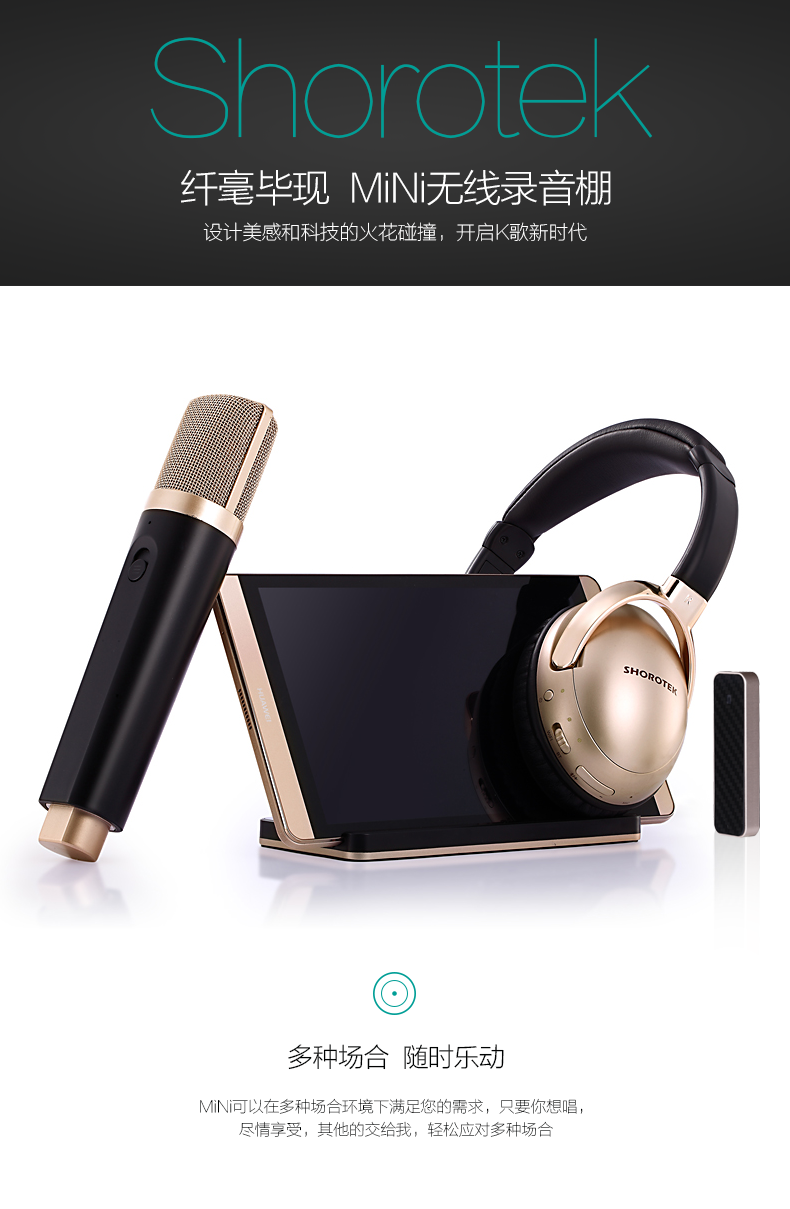 Shorotek
纤毫毕现 MiNi无线录音棚
设计美感和科技的火花碰撞，开启K歌新时代
HUAWEI
SHOROTEK
多种场合 随时乐动
MiNi可以在多种场合环境下满足您的需求，只要你想唱，
尽情享受，其他的交给我，轻松应对多种场合